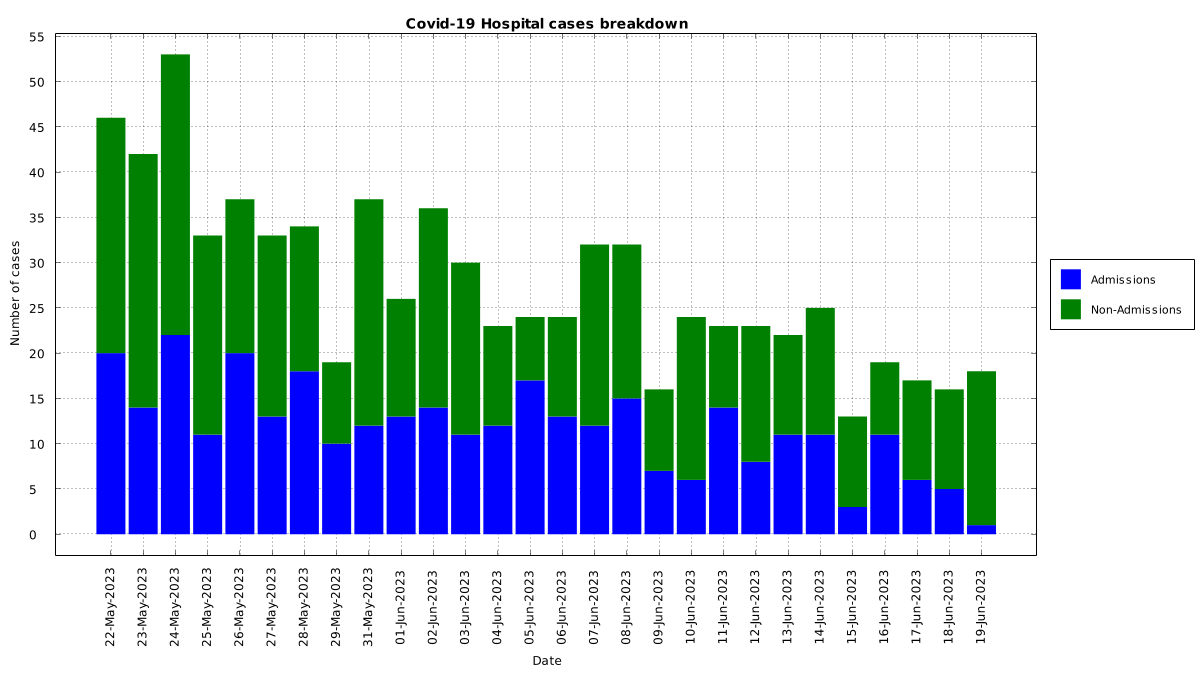 Covid-19 Hospital cases breakdown
55
50
45
40
35
30
25
20
15
10
5
0
Number of cases
22-May-2023
23-May-2023
24-May-2023
25-May-2023
26-May-2023
27-May-2023
28-May-2023
29-May-2023
31-May-2023
01-Jun-2023
02-Jun-2023
03-Jun-2023
04-Jun-2023
05-Jun-2023
06-Jun-2023
07-Jun-2023
08-Jun-2023
09-Jun-2023
10-Jun-2023
11-Jun-2023
12-Jun-2023
13-Jun-2023
14-Jun-2023
15-Jun-2023
16-Jun-2023
17-Jun-2023
18-Jun-2023
19-Jun-2023
Date
Admissions
Non-Admissions